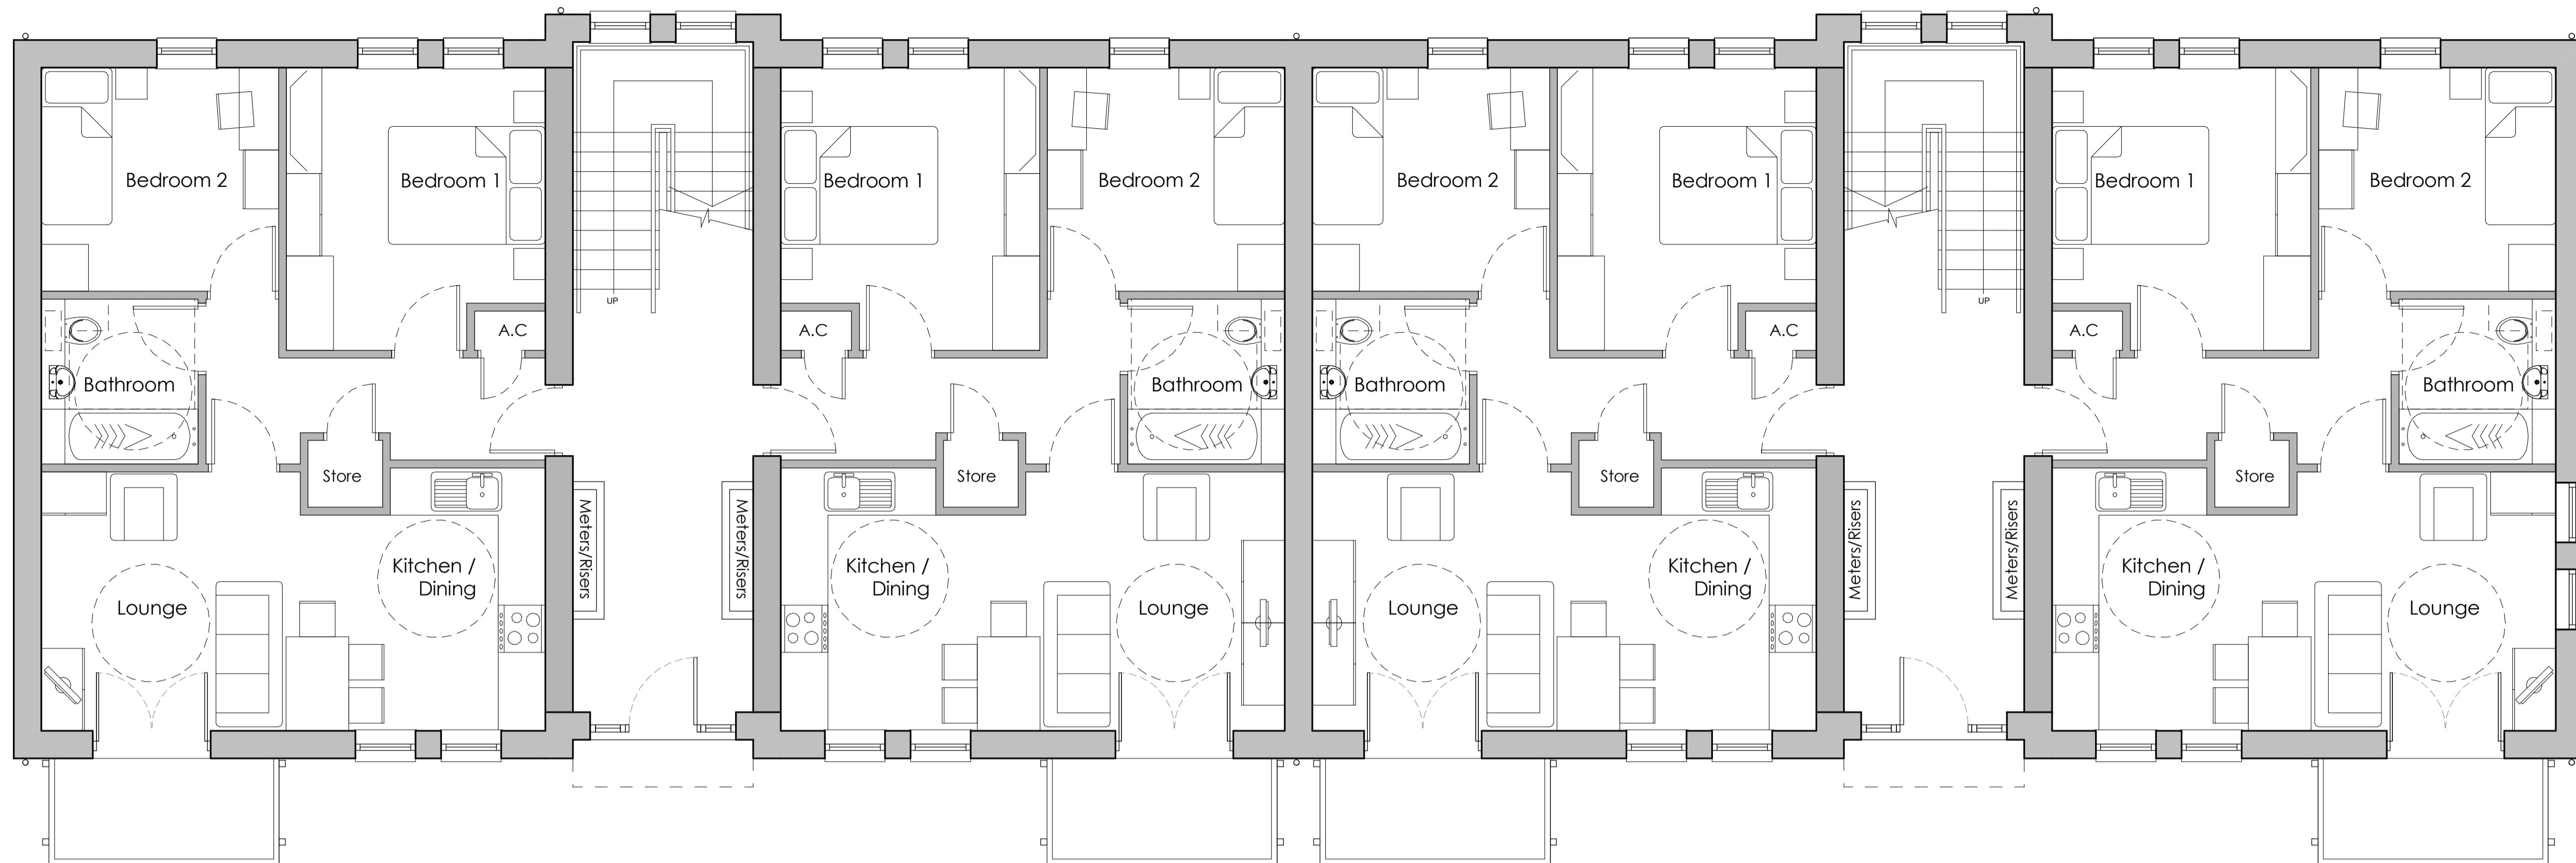 Bedroom 2
Bedroom 1
Bedroom 1
Bedroom 2
Bedroom 2
Bedroom 1
Bedroom 1
Bedroom 2
UP
UP
A.C
A.C
A.C
A.C
Bathroom
Bathroom
Bathroom
Bathroom
Store
Store
Store
Store
Meters/Risers
Meters/Risers
Meters/Risers
Meters/Risers
Lounge
Kitchen /
Dining
Kitchen /
Dining
Lounge
Lounge
Kitchen /
Dining
Kitchen /
Dining
Lounge